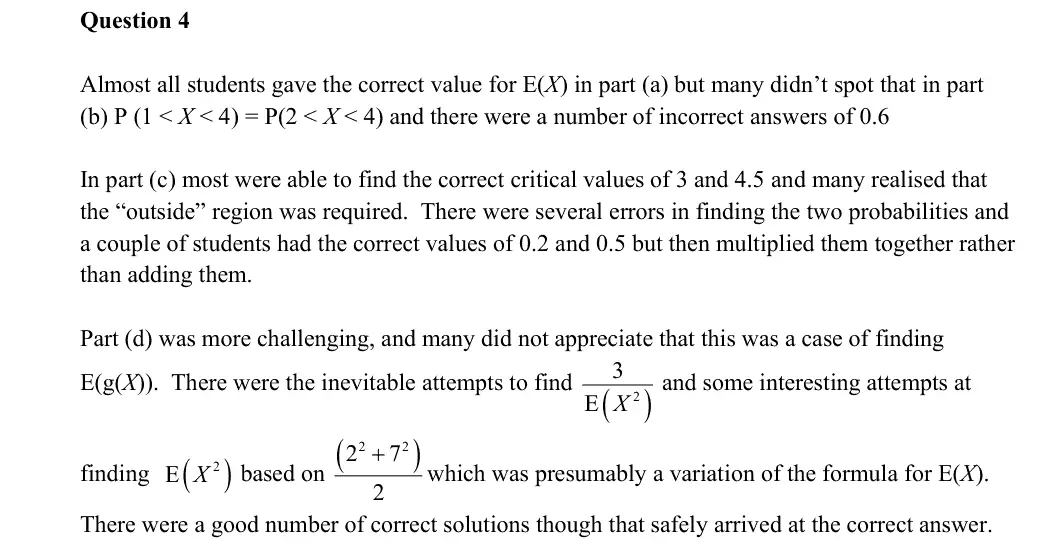 Question 4
Almost all students gave the correct value for E(X) in part (a) but many didn’t spot that in part
(b) P (1 < X < 4) = P(2 < X < 4) and there were a number of incorrect answers of 0.6
In part (c) most were able to find the correct critical values of 3 and 4.5 and many realised that
the “outside” region was required.  There were several errors in finding the two probabilities and
a couple of students had the correct values of 0.2 and 0.5 but then multiplied them together rather
than adding them.
Part (d) was more challenging, and many did not appreciate that this was a case of finding
E(g(X)).  There were the inevitable attempts to find 3/E(X²) and some interesting attempts at
finding E(X²) based on (2² + 7²)/2 which was presumably a variation of the formula for E(X).
There were a good number of correct solutions though that safely arrived at the correct answer.